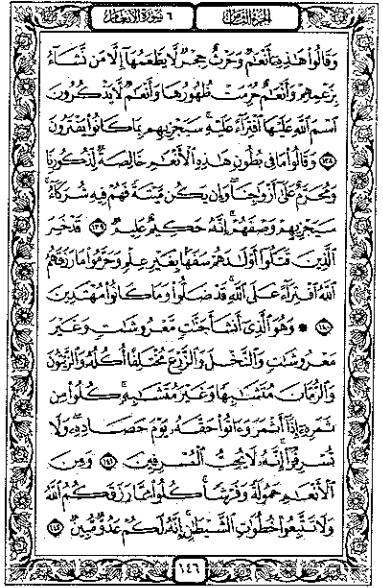 الجزء الثامن ٦ سورة الأنعام
وَقَالُوا۟ هَـٰذِهِۦٓ أَنْعَـٰمٌ وَحَرْثٌ حِجْرٌ لَّا يَطْعَمُهَآ إِلَّا مَن نَّشَآءُ
بِزَعْمِهِمْ وَأَنْعَـٰمٌ حُرِّمَتْ ظُهُورُهَا وَأَنْعَـٰمٌ لَّا يَذْكُرُونَ
ٱسْمَ ٱللَّهِ عَلَيْهَا ٱفْتِرَآءً عَلَيْهِ ۚ سَيَجْزِيهِم بِمَا كَانُوا۟ يَفْتَرُونَ
١٣٨ وَقَالُوا۟ مَا فِى بُطُونِ هَـٰذِهِ ٱلْأَنْعَـٰمِ خَالِصَةٌ لِّذُكُورِنَا
وَمُحَرَّمٌ عَلَىٰٓ أَزْوَٰجِنَا ۖ وَإِن يَكُن مَّيْتَةً فَهُمْ فِيهِ شُرَكَآءُ ۚ
سَيَجْزِيهِمْ وَصْفَهُمْ ۚ إِنَّهُۥ حَكِيمٌ عَلِيمٌ ١٣٩ قَدْ خَسِرَ
ٱلَّذِينَ قَتَلُوٓا۟ أَوْلَـٰدَهُمْ سَفَهًۢا بِغَيْرِ عِلْمٍ وَحَرَّمُوا۟ مَا رَزَقَهُمُ
ٱللَّهُ ٱفْتِرَآءً عَلَى ٱللَّهِ ۚ قَدْ ضَلُّوا۟ وَمَا كَانُوا۟ مُهْتَدِينَ
١٤٠ ۞ وَهُوَ ٱلَّذِىٓ أَنشَأَ جَنَّـٰتٍ مَّعْرُوشَـٰتٍ وَغَيْرَ
مَعْرُوشَـٰتٍ وَٱلنَّخْلَ وَٱلزَّرْعَ مُخْتَلِفًا أُكُلُهُۥ وَٱلزَّيْتُونَ
وَٱلرُّمَّانَ مُتَشَـٰبِهًا وَغَيْرَ مُتَشَـٰبِهٍ ۚ كُلُوا۟ مِن
ثَمَرِهِۦٓ إِذَآ أَثْمَرَ وَءَاتُوا۟ حَقَّهُۥ يَوْمَ حَصَادِهِۦ ۖ وَلَا
تُسْرِفُوٓا۟ ۚ إِنَّهُۥ لَا يُحِبُّ ٱلْمُسْرِفِينَ ١٤١ وَمِنَ
ٱلْأَنْعَـٰمِ حَمُولَةً وَفَرْشًا ۚ كُلُوا۟ مِمَّا رَزَقَكُمُ ٱللَّهُ
وَلَا تَتَّبِعُوا۟ خُطُوَٰتِ ٱلشَّيْطَـٰنِ ۚ إِنَّهُۥ لَكُمْ عَدُوٌّ مُّبِينٌ ١٤٢
١٤٦